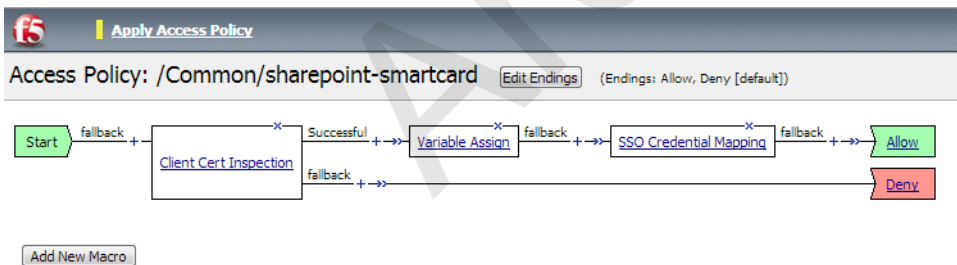 f5 Apply Access Policy
Access Policy: /Common/sharepoint-smartcard Edit Endings (Endings: Allow, Deny [default])
Start fallback + Client Cert Inspection × Successful + Variable Assign × fallback + SSO Credential Mapping × fallback + Allow
fallback + Deny
Add New Macro